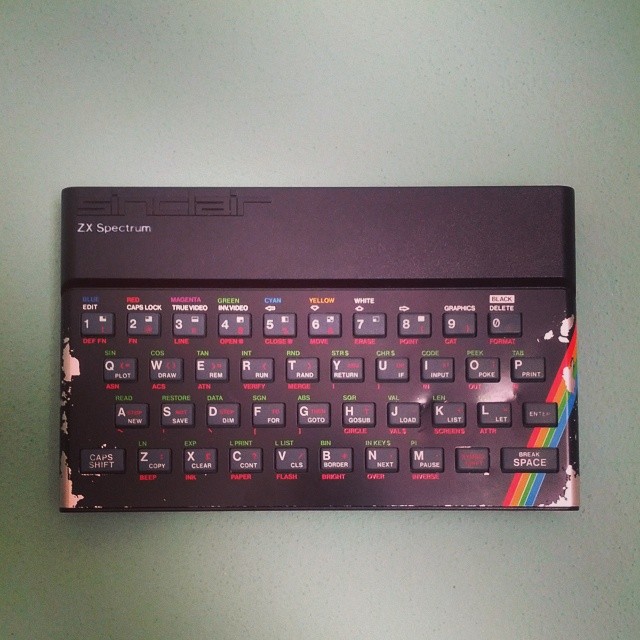 sinclair
ZX Spectrum
BLUE RED MAGENTA GREEN CYAN YELLOW WHITE BLACK
EDIT CAPS LOCK TRUE VIDEO INV. VIDEO GRAPHICS DELETE
1 2 3 4 5 6 7 8 9 0
DEF FN FN LINE OPEN # CLOSE # MOVE ERASE POINT CAT FORMAT
SIN COS TAN INT RND STR $ CHR $ CODE PEEK TAB
Q W E R T Y U I O P
PLOT DRAW REM RUN RAND RETURN IF INPUT POKE PRINT
ASN ACS ATN VERIFY MERGE [ ] IN OUT
READ RESTORE DATA SGN ABS SQR VAL LEN
A S D F G H J K L ENTER
NEW SAVE DIM FOR GOTO GOSUB LOAD LIST LET
CIRCLE VAL $ SCREEN $ ATTR
LN EXP L PRINT L LIST BIN IN KEY $ PI
CAPS SHIFT Z X C V B N M BREAK SPACE
COPY CLEAR CONT CLS BORDER NEXT PAUSE
BEEP INK PAPER FLASH BRIGHT OVER INVERSE